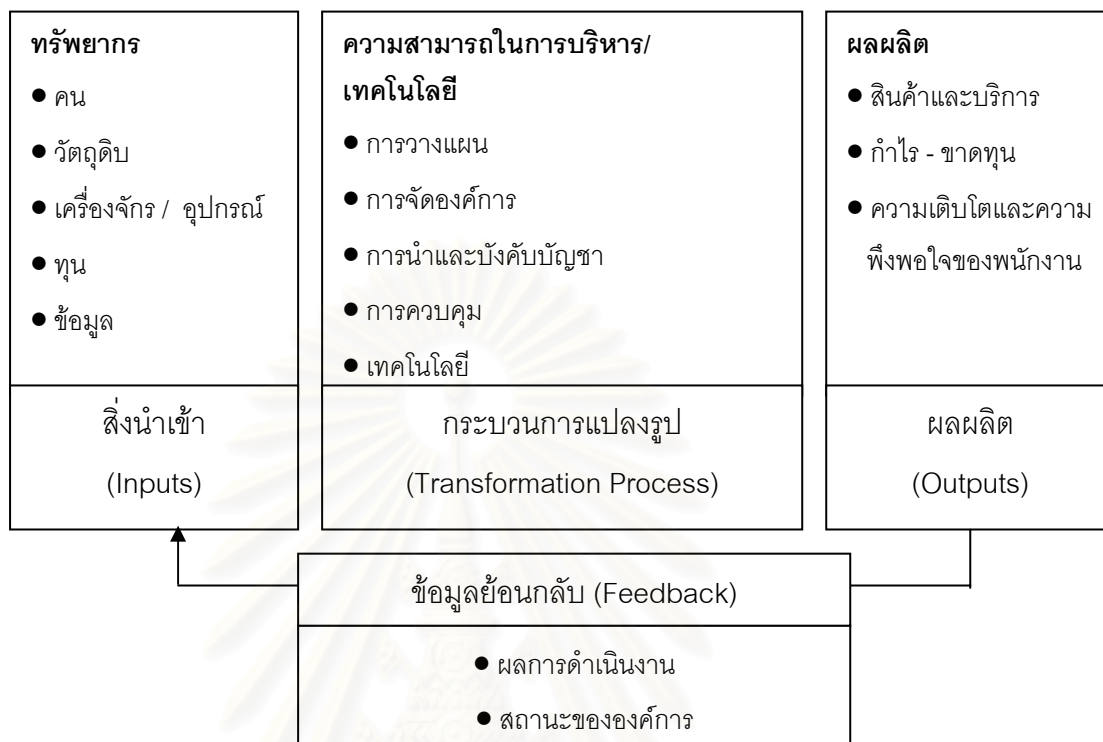 ทรัพยากร
● คน
● วัตถุดิบ
● เครื่องจักร / อุปกรณ์
● ทุน
● ข้อมูล
สิ่งนำเข้า
(Inputs)
ความสามารถในการบริหาร/
เทคโนโลยี
● การวางแผน
● การจัดองค์การ
● การนำและบังคับบัญชา
● การควบคุม
● เทคโนโลยี
กระบวนการแปลงรูป
(Transformation Process)
ผลผลิต
● สินค้าและบริการ
● กำไร - ขาดทุน
● ความเติบโตและความ
พึงพอใจของพนักงาน
ผลผลิต
(Outputs)
ข้อมูลย้อนกลับ (Feedback)
● ผลการดำเนินงาน
● สถานะขององค์การ